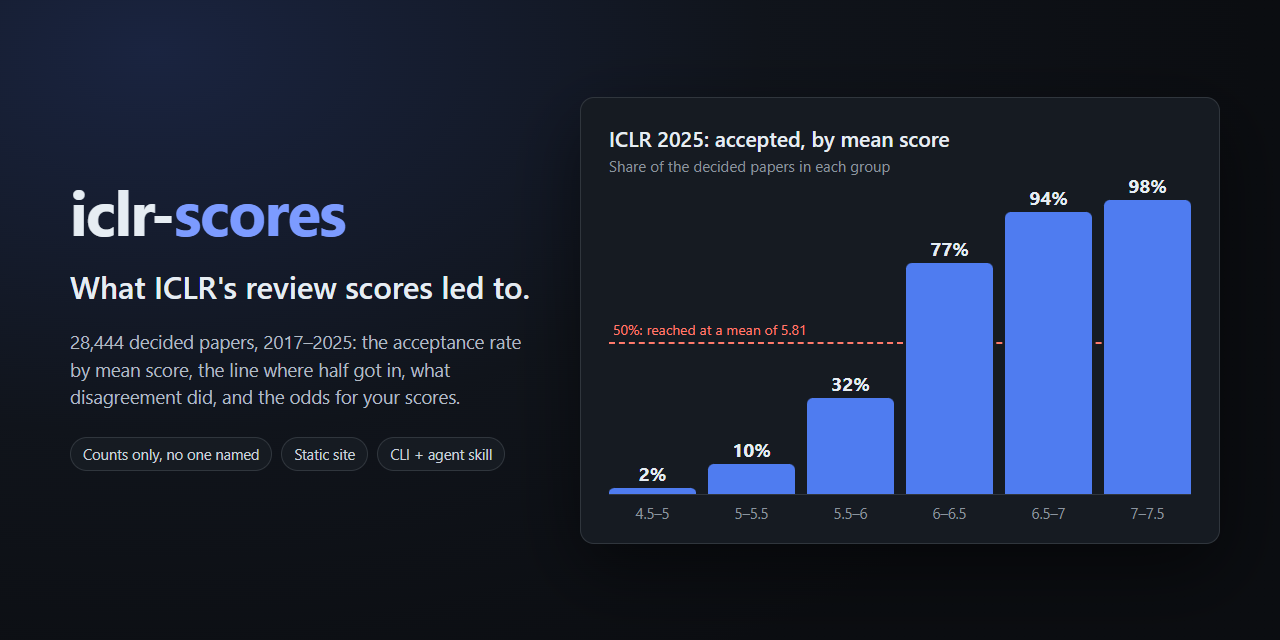 iclr-scores
What ICLR's review scores led to.
28,444 decided papers, 2017–2025: the acceptance rate
by mean score, the line where half got in, what
disagreement did, and the odds for your scores.
Counts only, no one named
Static site
CLI + agent skill
ICLR 2025: accepted, by mean score
Share of the decided papers in each group
98%
94%
77%
50%: reached at a mean of 5.81
32%
10%
2%
4.5–5
5–5.5
5.5–6
6–6.5
6.5–7
7–7.5